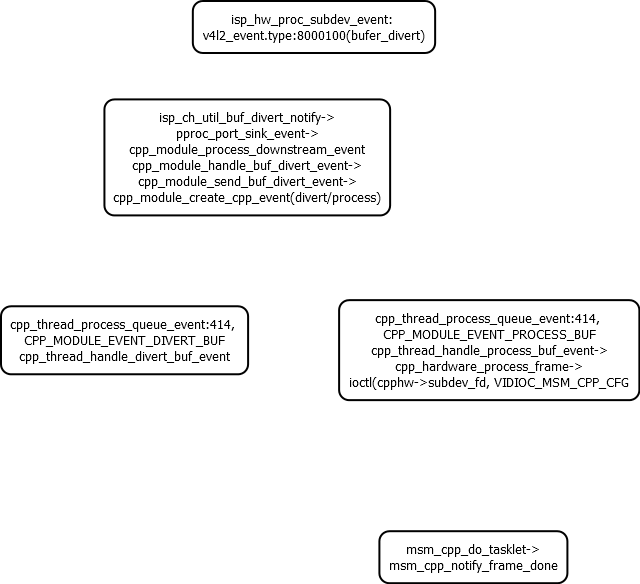 isp_hw_proc_subdev_event:
v4l2_event.type:8000100(bufer_divert)
isp_ch_util_buf_divert_notify->
pproc_port_sink_event->
cpp_module_process_downstream_event
cpp_module_handle_buf_divert_event->
cpp_module_send_buf_divert_event->
cpp_module_create_cpp_event(divert/process)
cpp_thread_process_queue_event:414,
CPP_MODULE_EVENT_DIVERT_BUF
cpp_thread_handle_divert_buf_event
cpp_thread_process_queue_event:414,
CPP_MODULE_EVENT_PROCESS_BUF
cpp_thread_handle_process_buf_event->
cpp_hardware_process_frame->
ioctl(cpphw->subdev_fd, VIDIOC_MSM_CPP_CFG
msm_cpp_do_tasklet->
msm_cpp_notify_frame_done